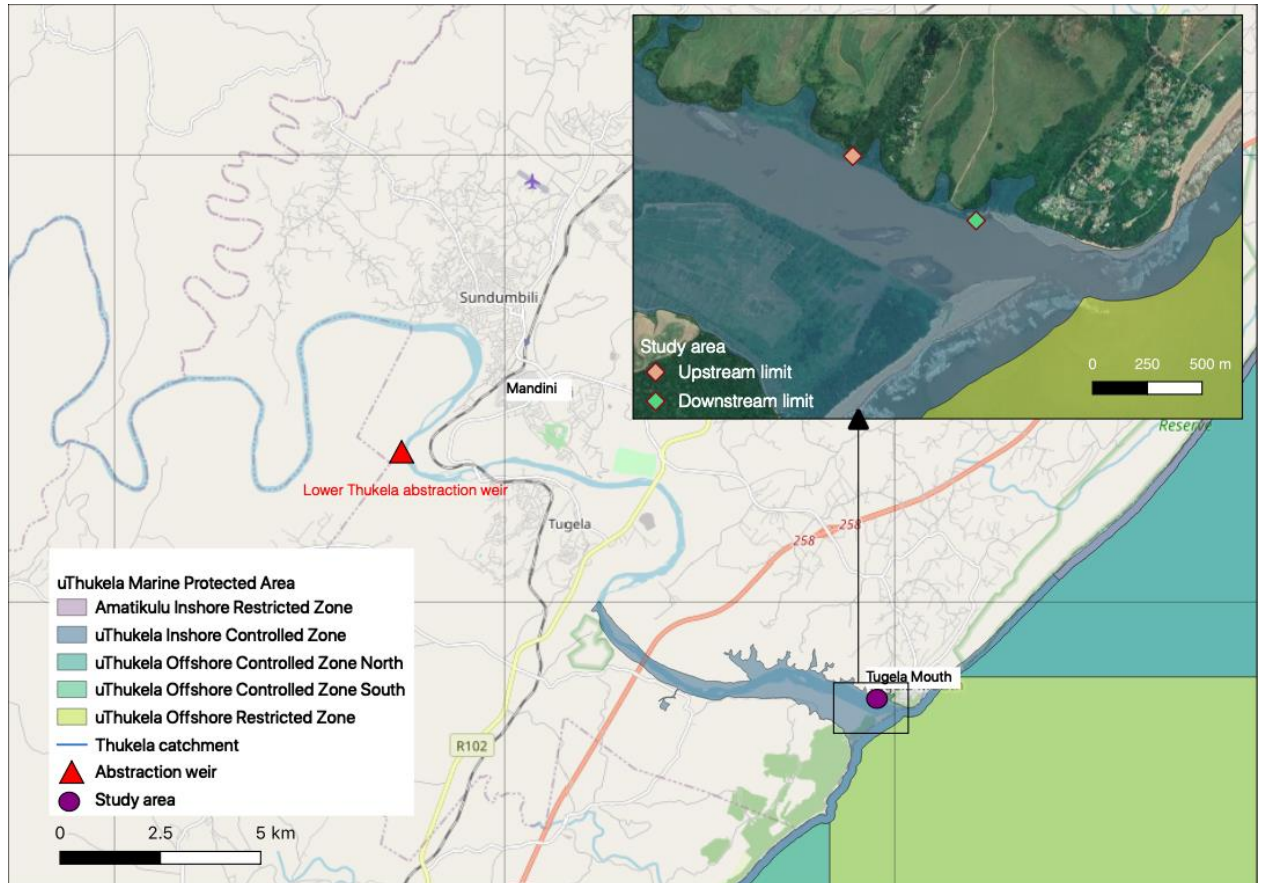 Study area
Upstream limit
Downstream limit
0 250 500 m
Reserve
Sundumbili
Mandini
Lower Thukela abstraction weir
Tugela
258
258
Tugela Mouth
R102
uThukela Marine Protected Area
Amatikulu Inshore Restricted Zone
uThukela Inshore Controlled Zone
uThukela Offshore Controlled Zone North
uThukela Offshore Controlled Zone South
uThukela Offshore Restricted Zone
Thukela catchment
Abstraction weir
Study area
0 2.5 5 km